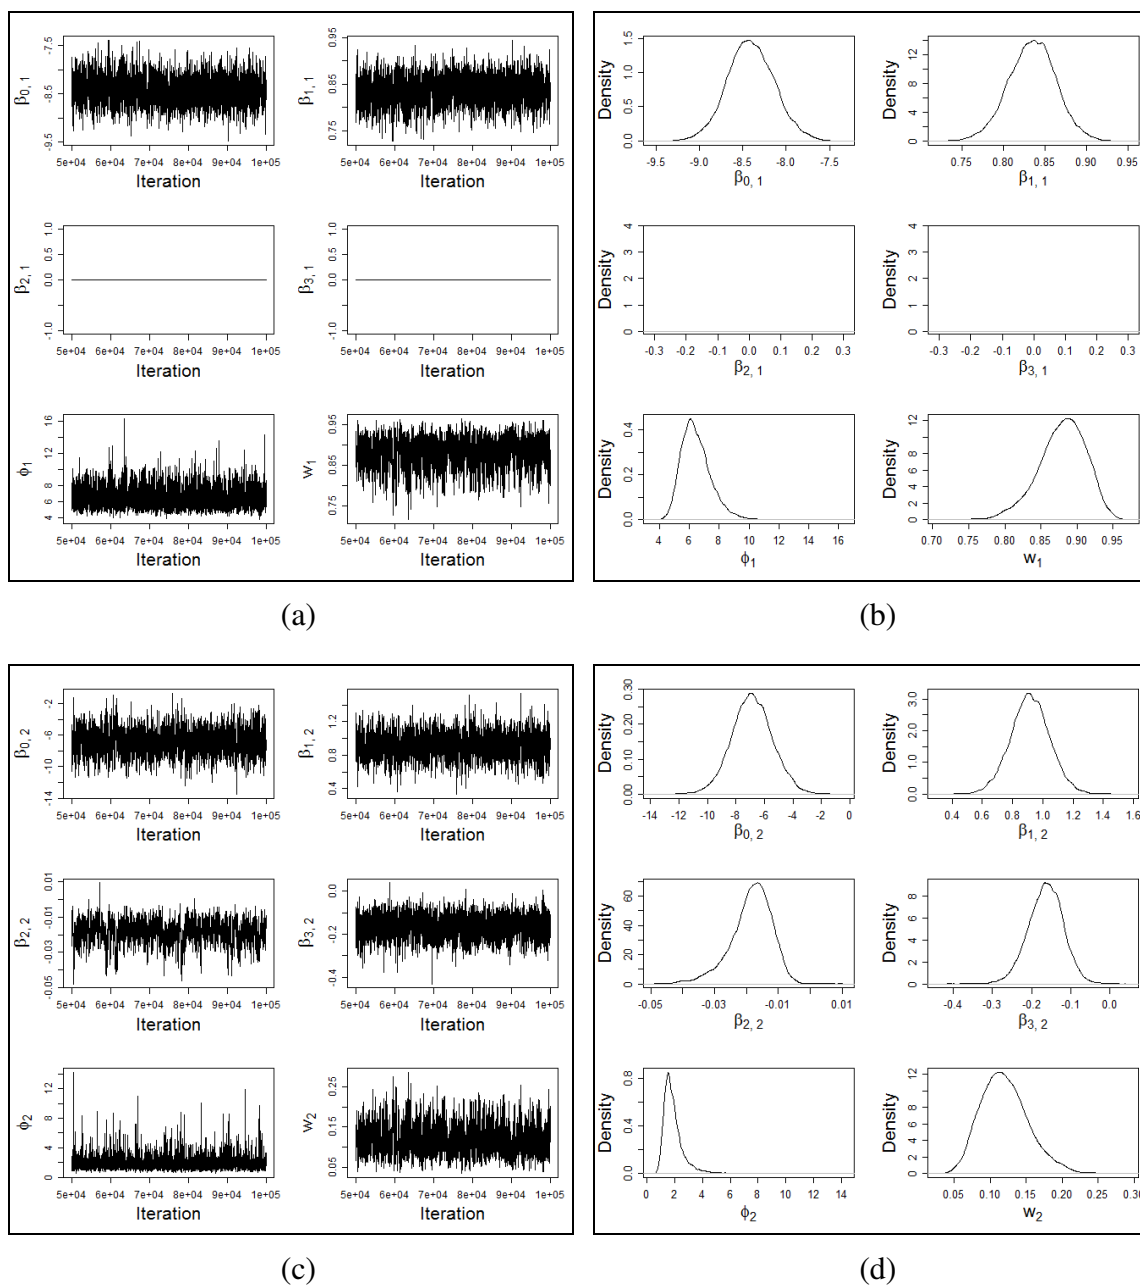 -9.5 -8.5 -7.5
β0, 1
5e+04 6e+04 7e+04 8e+04 9e+04 1e+05
Iteration
0.75 0.85 0.95
β1, 1
5e+04 6e+04 7e+04 8e+04 9e+04 1e+05
Iteration
-1.0 0.0 0.5 1.0
β2, 1
5e+04 6e+04 7e+04 8e+04 9e+04 1e+05
Iteration
-1.0 0.0 0.5 1.0
β3, 1
5e+04 6e+04 7e+04 8e+04 9e+04 1e+05
Iteration
4 6 8 12 16
ϕ1
5e+04 6e+04 7e+04 8e+04 9e+04 1e+05
Iteration
0.75 0.85 0.95
w1
5e+04 6e+04 7e+04 8e+04 9e+04 1e+05
Iteration
(a)
0.0 0.5 1.0 1.5
Density
-9.5 -9.0 -8.5 -8.0 -7.5
β0, 1
0 4 8 12
Density
0.75 0.80 0.85 0.90 0.95
β1, 1
0 1 2 3 4
Density
-0.3 -0.2 -0.1 0.0 0.1 0.2 0.3
β2, 1
0 1 2 3 4
Density
-0.3 -0.2 -0.1 0.0 0.1 0.2 0.3
β3, 1
0.0 0.2 0.4
Density
4 6 8 10 12 14 16
ϕ1
0 2 4 6 8 10 12
Density
0.70 0.75 0.80 0.85 0.90 0.95
w1
(b)
-14 -10 -6 -2
β0, 2
5e+04 6e+04 7e+04 8e+04 9e+04 1e+05
Iteration
0.4 0.8 1.2
β1, 2
5e+04 6e+04 7e+04 8e+04 9e+04 1e+05
Iteration
-0.05 -0.03 -0.01 0.01
β2, 2
5e+04 6e+04 7e+04 8e+04 9e+04 1e+05
Iteration
-0.4 -0.2 0.0
β3, 2
5e+04 6e+04 7e+04 8e+04 9e+04 1e+05
Iteration
0 4 8 12
ϕ2
5e+04 6e+04 7e+04 8e+04 9e+04 1e+05
Iteration
0.05 0.15 0.25
w2
5e+04 6e+04 7e+04 8e+04 9e+04 1e+05
Iteration
(c)
0.00 0.10 0.20 0.30
Density
-14 -12 -10 -8 -6 -4 -2 0
β0, 2
0.0 1.0 2.0 3.0
Density
0.4 0.6 0.8 1.0 1.2 1.4 1.6
β1, 2
0 20 40 60
Density
-0.05 -0.03 -0.01 0.01
β2, 2
0 2 4 6 8
Density
-0.4 -0.3 -0.2 -0.1 0.0
β3, 2
0.0 0.4 0.8
Density
0 2 4 6 8 10 12 14
ϕ2
0 2 4 6 8 10 12
Density
0.05 0.10 0.15 0.20 0.25 0.30
w2
(d)